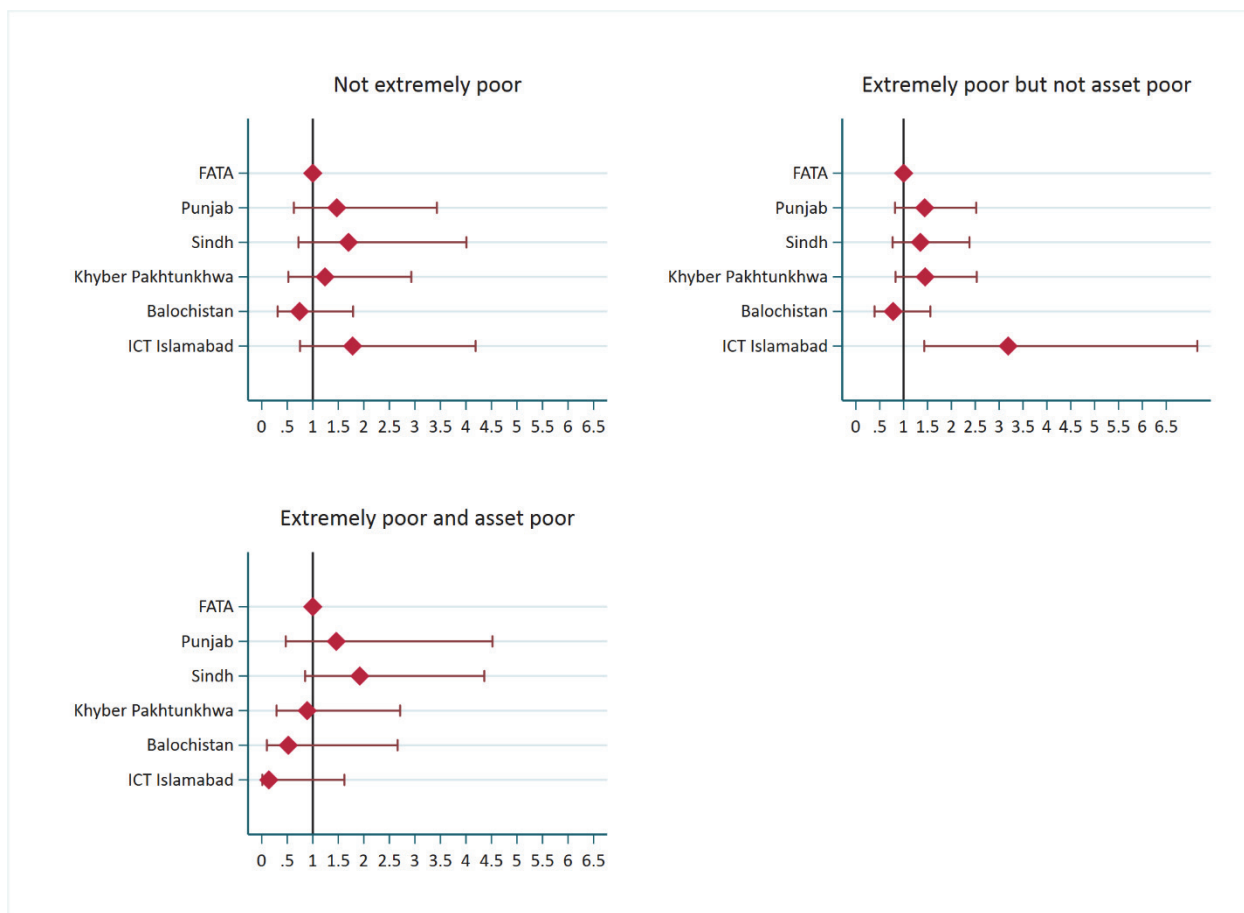 Not extremely poor
FATA
Punjab
Sindh
Khyber Pakhtunkhwa
Balochistan
ICT Islamabad
0 .5 1 1.5 2 2.5 3 3.5 4 4.5 5 5.5 6 6.5
Extremely poor but not asset poor
FATA
Punjab
Sindh
Khyber Pakhtunkhwa
Balochistan
ICT Islamabad
0 .5 1 1.5 2 2.5 3 3.5 4 4.5 5 5.5 6 6.5
Extremely poor and asset poor
FATA
Punjab
Sindh
Khyber Pakhtunkhwa
Balochistan
ICT Islamabad
0 .5 1 1.5 2 2.5 3 3.5 4 4.5 5 5.5 6 6.5